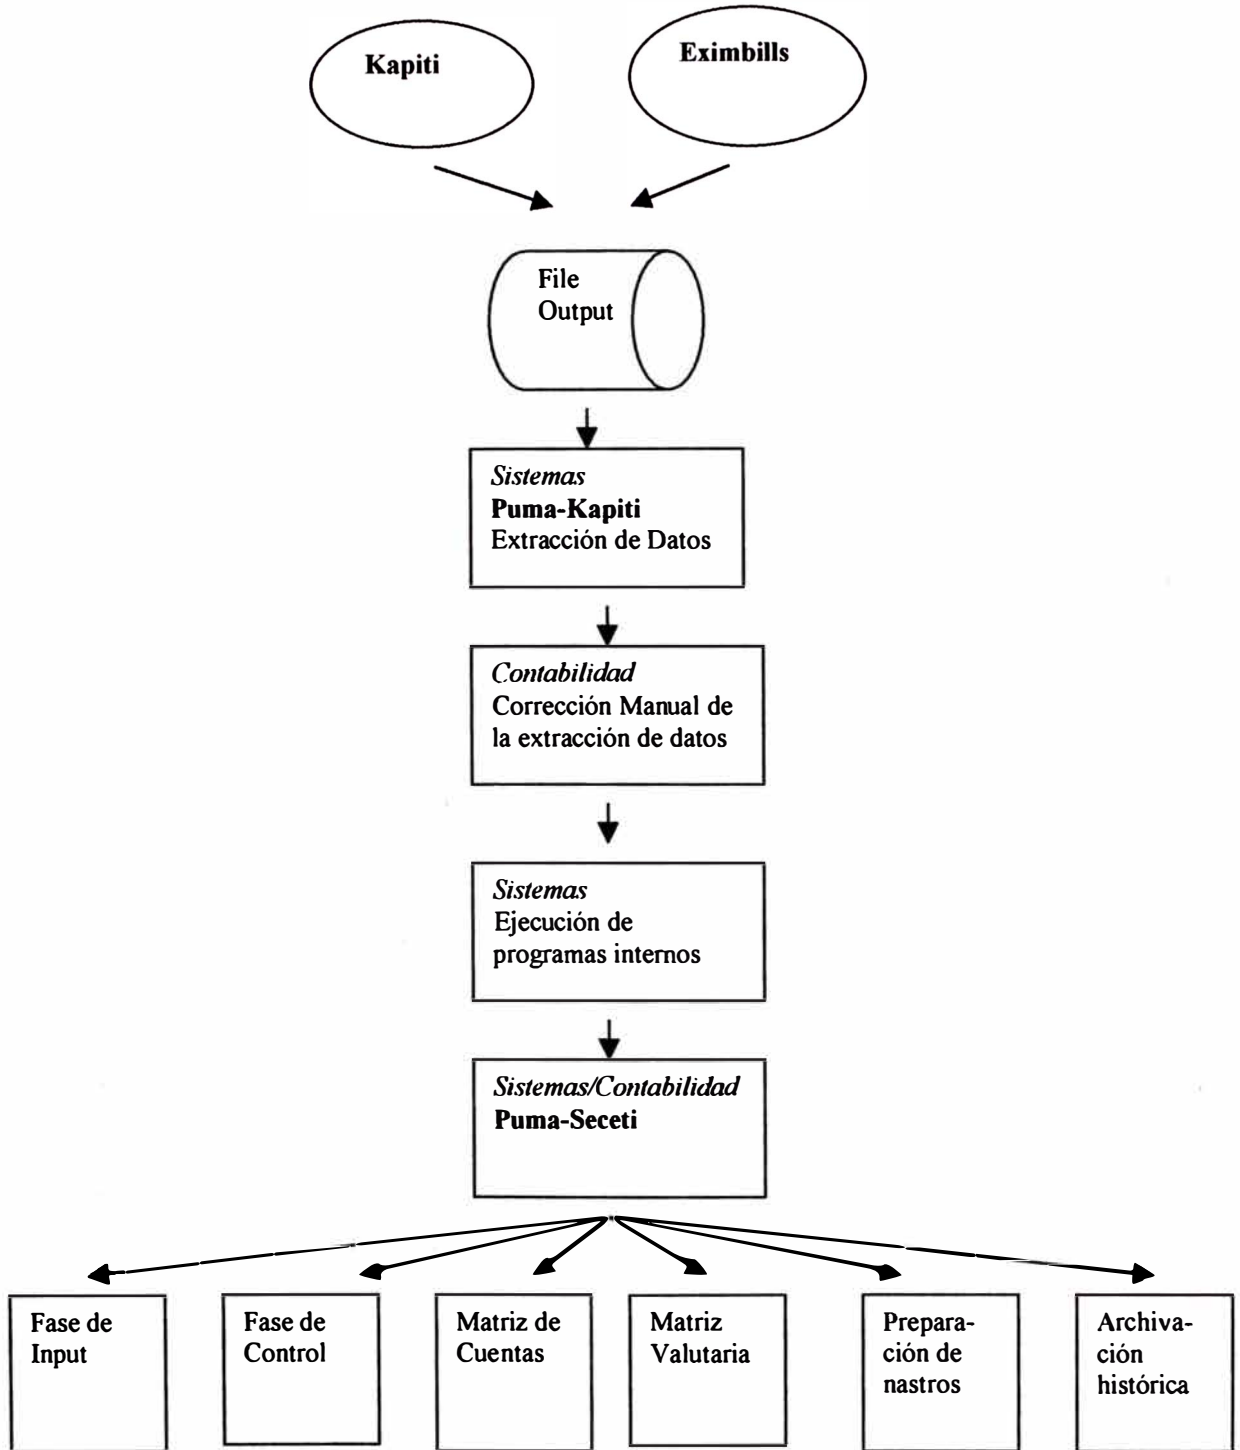 Kapiti
Eximbills
File
Output
Sistemas
Puma-Kapiti
Extracción de Datos
Contabilidad
Corrección Manual de
la extracción de datos
Sistemas
Ejecución de
programas internos
Sistemas/Contabilidad
Puma-Seceti
Fase de
Input
Fase de
Control
Matriz de
Cuentas
Matriz
Valutaria
Prepara-
ción de
nastros
Archiva-
ción
histórica